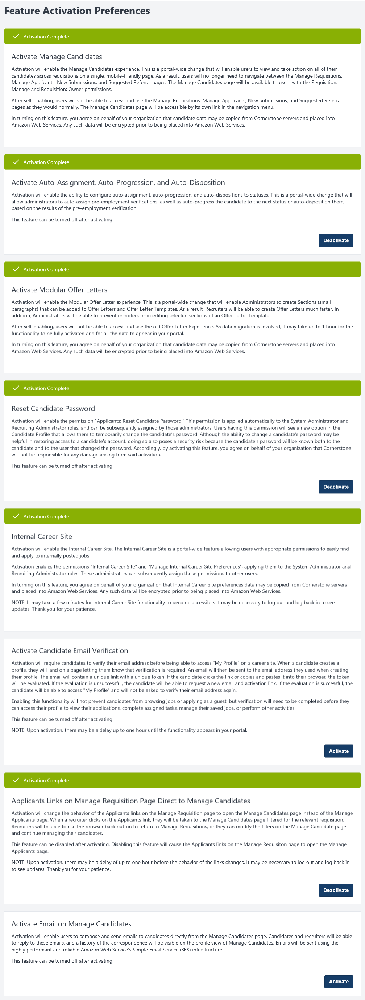 Feature Activation Preferences
Activation Complete
Activate Manage Candidates
Activation will enable the Manage Candidates experience. This is a portal-wide change that will enable users to view and take action on all of their
candidates across requisitions on a single, mobile-friendly page. As a result, users will no longer need to navigate between the Manage Requisitions,
Manage Applicants, New Submissions, and Suggested Referral pages. The Manage Candidates page will be available to users with the Requisition:
Manage and Requisition: Owner permissions.
After self-enabling, users will still be able to access and use the Manage Requisitions, Manage Applicants, New Submissions, and Suggested Referral
pages as they would normally. The Manage Candidates page will be accessible by its own link in the navigation menu.
In turning on this feature, you agree on behalf of your organization that candidate data may be copied from Cornerstone servers and placed into
Amazon Web Services. Any such data will be encrypted prior to being placed into Amazon Web Services.
Activation Complete
Activate Auto-Assignment, Auto-Progression, and Auto-Disposition
Activation will enable the ability to configure auto-assignment, auto-progression, and auto-dispositions to statuses. This is a portal-wide change that will
allow administrators to auto-assign pre-employment verifications, as well as auto-progress the candidate to the next status or auto-disposition them,
based on the results of the pre-employment verification.
This feature can be turned off after activating.
Deactivate
Activation Complete
Activate Modular Offer Letters
Activation will enable the Modular Offer Letter experience. This is a portal-wide change that will enable Administrators to create Sections (small
paragraphs) that can be added to Offer Letters and Offer Letter Templates. As a result, Recruiters will be able to create Offer Letters much faster. In
addition, Administrators will be able to prevent recruiters from editing selected sections of an Offer Letter Template.
After self-enabling, users will not be able to access and use the old Offer Letter Experience. As data migration is involved, it may take up to 1 hour for the
functionality to be fully activated and for all the data to appear in your portal.
In turning on this feature, you agree on behalf of your organization that candidate data may be copied from Cornerstone servers and placed into
Amazon Web Services. Any such data will be encrypted prior to being placed into Amazon Web Services.
Activation Complete
Reset Candidate Password
Activation will enable the permission “Applicants: Reset Candidate Password.” This permission is applied automatically to the System Administrator and
Recruiting Administrator roles, and can be subsequently assigned by those administrators. Users having this permission will see a new option in the
Candidate Profile that allows them to temporarily change the candidate’s password. Although the ability to change a candidate’s password may be
helpful in restoring access to a candidate’s account, doing so also poses a security risk because the candidate’s password will be known both to the
candidate and to the user that changed the password. Accordingly, by activating this feature, you agree on behalf of your organization that Cornerstone
will not be responsible for any damage arising from said activation.
This feature can be turned off after activating.
Deactivate
Activation Complete
Internal Career Site
Activation will enable the Internal Career Site. The Internal Career Site is a portal-wide feature allowing users with appropriate permissions to easily find
and apply to internally posted jobs.
Activation enables the permissions "Internal Career Site" and "Manage Internal Career Site Preferences", applying them to the System Administrator and
Recruiting Administrator roles. These administrators can subsequently assign these permissions to other users.
In turning on this feature, you agree on behalf of your organization that Internal Career Site preferences data may be copied from Cornerstone servers
and placed into Amazon Web Services. Any such data will be encrypted prior to being placed into Amazon Web Services.
NOTE: It may take a few minutes for Internal Career Site functionality to become accessible. It may be necessary to log out and log back in to see
updates. Thank you for your patience.
Activate Candidate Email Verification
Activation will require candidates to verify their email address before being able to access "My Profile" on a career site. When a candidate creates a
profile, they will land on a page letting them know that verification is required. An email will then be sent to the email address they used when creating
their profile. The email will contain a unique link with a unique token. If the candidate clicks the link or copies and pastes it into their browser, the token
will be evaluated. If the evaluation is unsuccessful, the candidate will be able to request a new email and activation link. If the evaluation is successful, the
candidate will be able to access "My Profile" and will not be asked to verify their email address again.
Enabling this functionality will not prevent candidates from browsing jobs or applying as a guest, but verification will need to be completed before they
can access their profile to view their applications, complete assigned tasks, manage their saved jobs, or perform other activities.
This feature can be turned off after activating.
NOTE: Upon activation, there may be a delay up to one hour until the functionality appears in your portal.
Activate
Activation Complete
Applicants Links on Manage Requisition Page Direct to Manage Candidates
Activation will change the behavior of the Applicants links on the Manage Requisition page to open the Manage Candidates page instead of the Manage
Applicants page. When a recruiter clicks on the Applicants link, they will be taken to the Manage Candidates page filtered for the relevant requisition.
Recruiters will be able to use the browser back button to return to Manage Requisitions, or they can modify the filters on the Manage Candidate page
and continue managing their candidates.
This feature can be disabled after activating. Disabling this feature will cause the Applicants links on the Manage Requisiton page to open the Manage
Applicants page.
NOTE: Upon activation, there may be a delay of up to one hour before the behavior of the links changes. It may be necessary to log out and log back in
to see updates. Thank you for your patience.
Deactivate
Activate Email on Manage Candidates
Activation will enable users to compose and send emails to candidates directly from the Manage Candidates page. Candidates and recruiters will be able
to reply to these emails, and a history of the correspondence will be visible on the profile view of Manage Candidates. Emails will be sent using the
highly performant and reliable Amazon Web Service’s Simple Email Service (SES) infrastructure.
This feature can be turned off after activating.
Activate